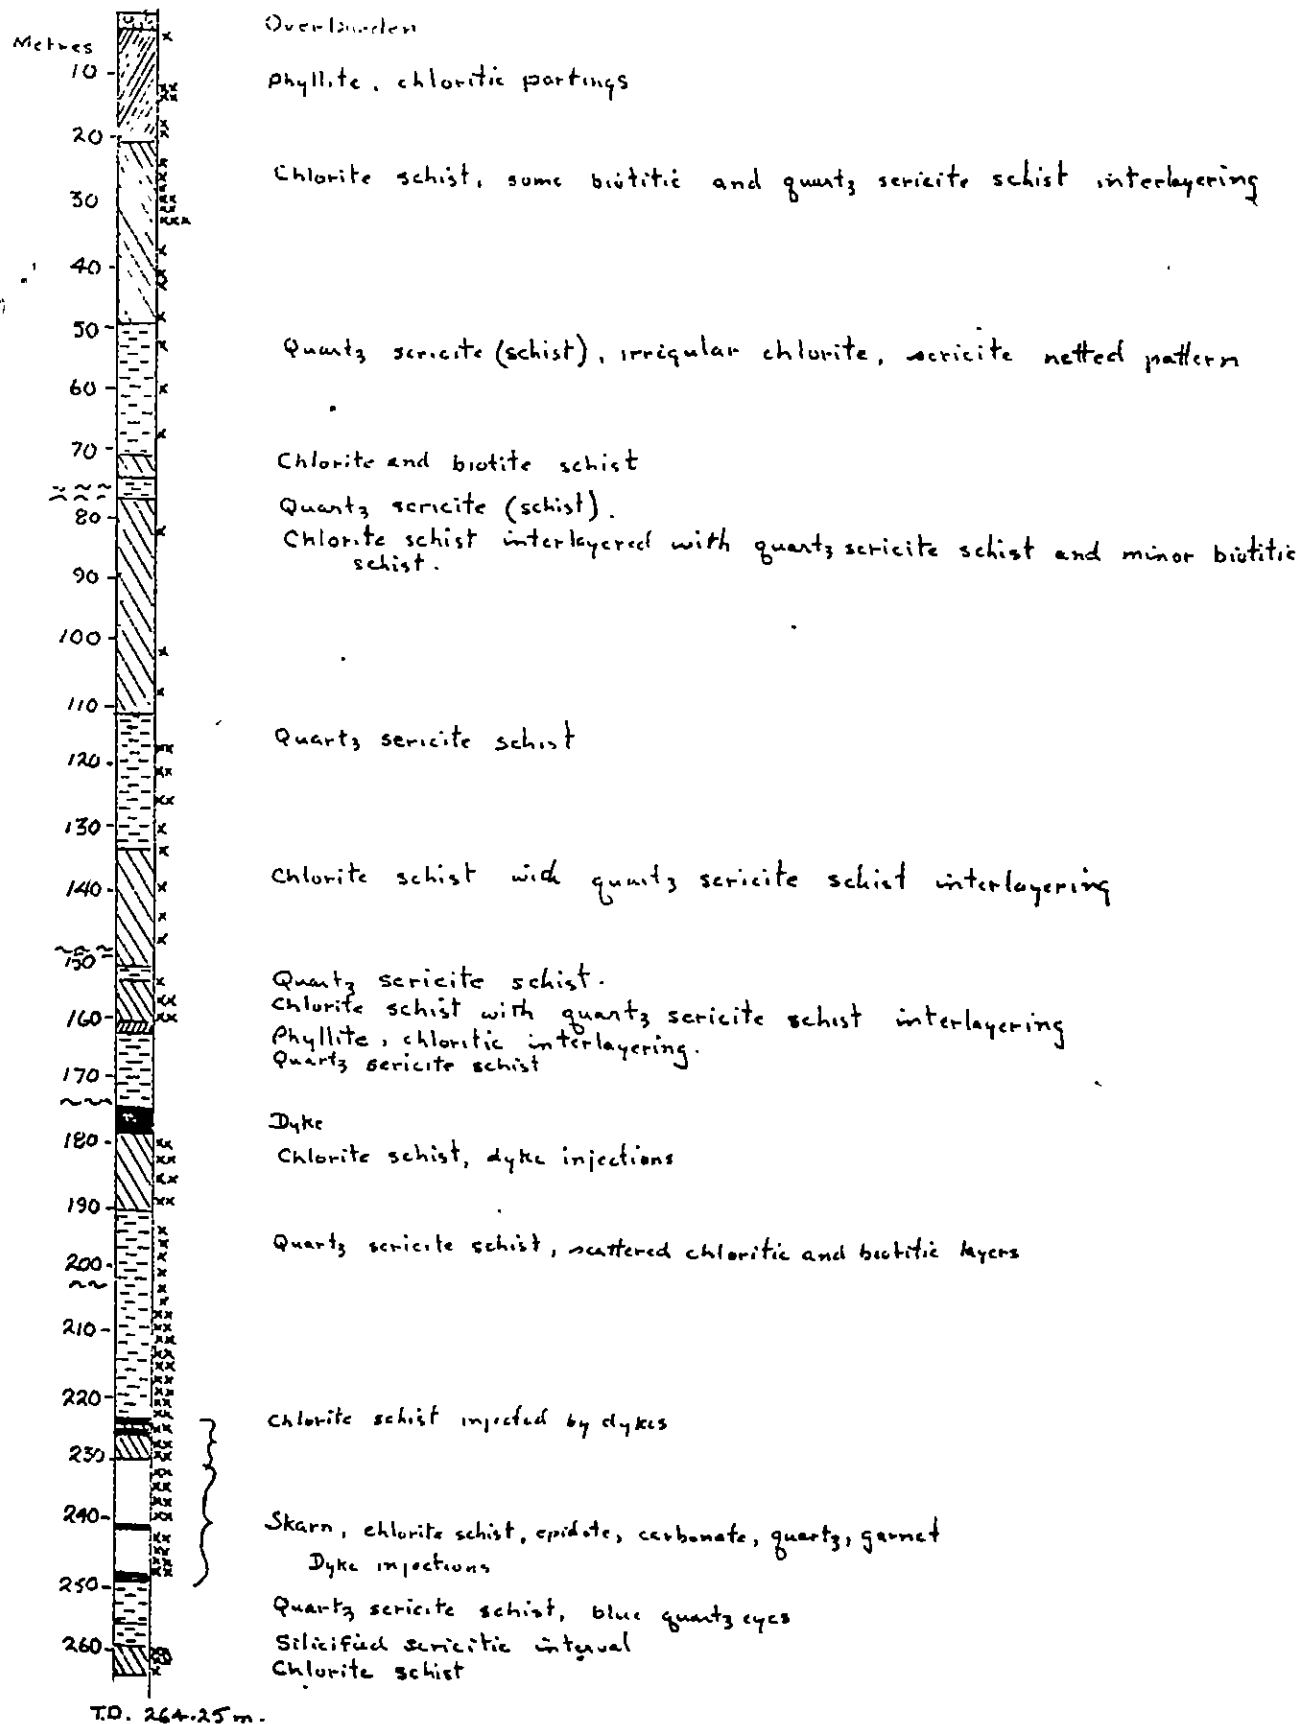 Overburden
Metres
10
Phyllite, chloritic partings
20
Chlorite schist, some biotitic and quartz sericite schist interlayering
30
40
50
Quartz sericite (schist), irregular chlorite, sericite netted pattern
60
70
Chlorite and biotite schist
Quartz sericite (schist).
80
Chlorite schist interlayered with quartz sericite schist and minor biotitic
schist.
90
100
110
Quartz sericite schist
120
130
Chlorite schist with quartz sericite schist interlayering
140
150
Quartz sericite schist.
Chlorite schist with quartz sericite schist interlayering
160
Phyllite, chloritic interlayering.
Quartz sericite schist
170
Dyke
180
Chlorite schist, dyke injections
190
Quartz sericite schist, scattered chloritic and biotitic layers
200
210
220
Chlorite schist injected by dykes
230
240
Skarn, chlorite schist, epidote, carbonate, quartz, garnet
Dyke injections
250
Quartz sericite schist, blue quartz eyes
Silicified sericitic interval
260
Chlorite schist
T.D. 264.25 m.